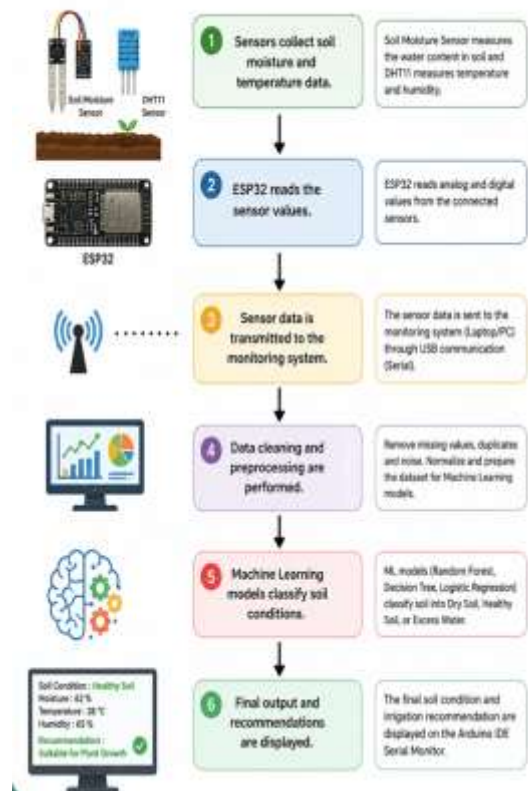 Soil Moisture
Sensor
DHT11
Sensor
1
Sensors collect soil
moisture and
temperature data.
Soil Moisture Sensor measures
the water content in soil and
DHT11 measures temperature
and humidity.
ESP32
2
ESP32 reads the
sensor values.
ESP32 reads analog and digital
values from the connected
sensors.
3
Sensor data is
transmitted to the
monitoring system.
The sensor data is sent to the
monitoring system (Laptop/PC)
through USB communication
(Serial).
4
Data cleaning and
preprocessing are
performed.
Remove missing values, duplicates
and noise. Normalize and prepare
the dataset for Machine Learning
models.
5
Machine Learning
models classify soil
conditions.
ML models (Random Forest,
Decision Tree, Logistic Regression)
classify soil into Dry Soil, Healthy
Soil, or Excess Water.
Soil Condition : Healthy Soil
Moisture : 62 %
Temperature : 28 °C
Humidity : 65 %
Recommendation :
Suitable for Plant Growth
6
Final output and
recommendations
are displayed.
The final soil condition and
irrigation recommendation are
displayed on the Arduino IDE
Serial Monitor.